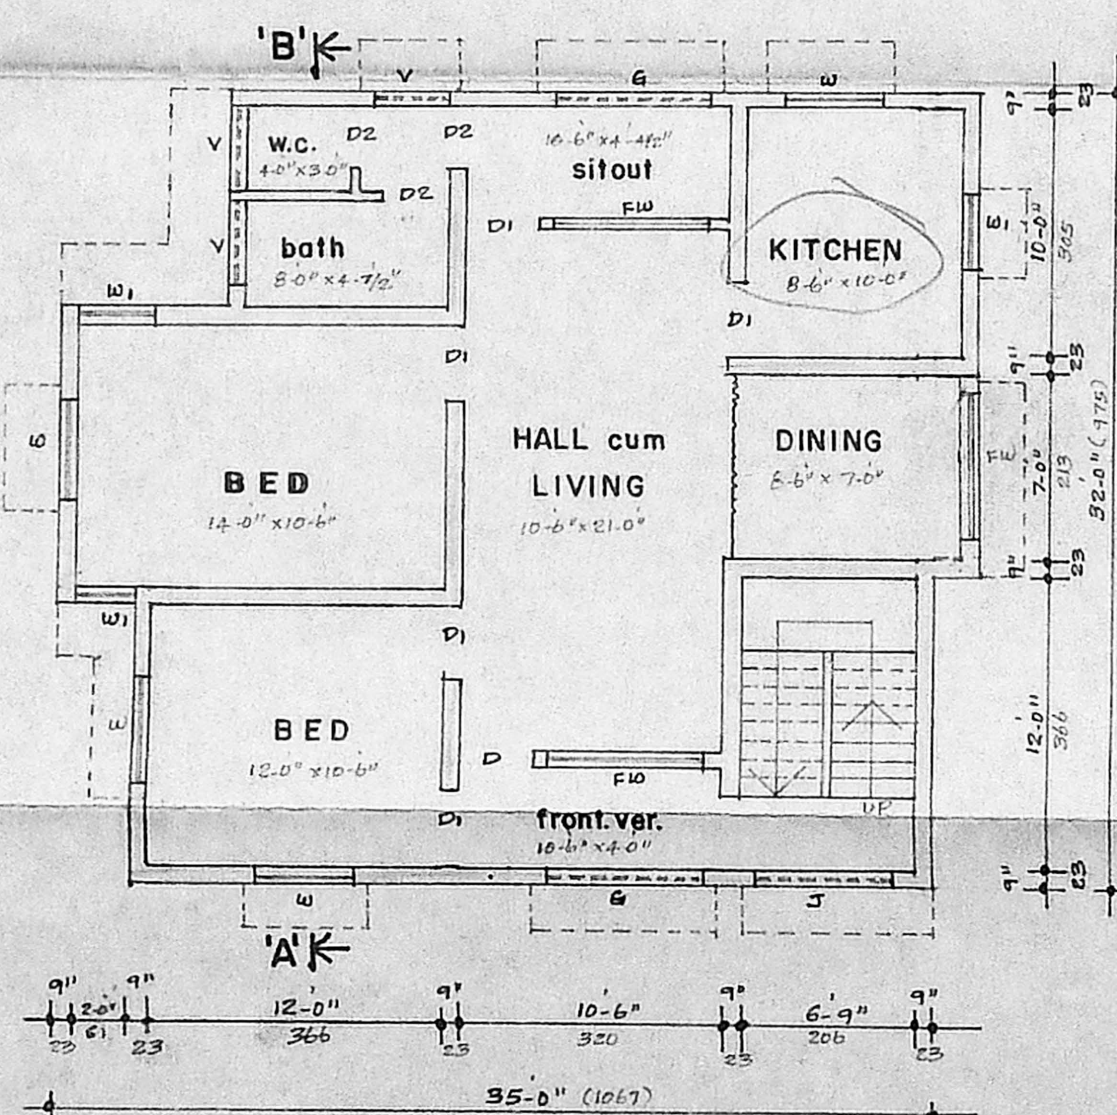 'B'
V
G
W
9"
23
W.C.
4-0"x3.0"
D2
D2
10-6"x4-4½"
sitout
V
D2
D1
FW
10-0"
305
bath
8-0" x4-7½"
V
KITCHEN
8-6" x10-0"
W1
D1
D1
9"
23
HALL cum
LIVING
10-6"x21-0"
DINING
8-6" x 7-0"
7-0"
213
32-0" (975)
BED
14-0" x10-6"
9"
23
W1
D1
BED
12-0" x10-6"
W
D
FW
12-0"
366
UP
D1
front.ver.
10-6" x4-0"
9"
23
W
G
J
'A'
9"
2-0"
9"
12-0"
9"
10-6"
9"
6-9"
9"
23
61
23
366
23
320
23
206
23
35-0" (1067)